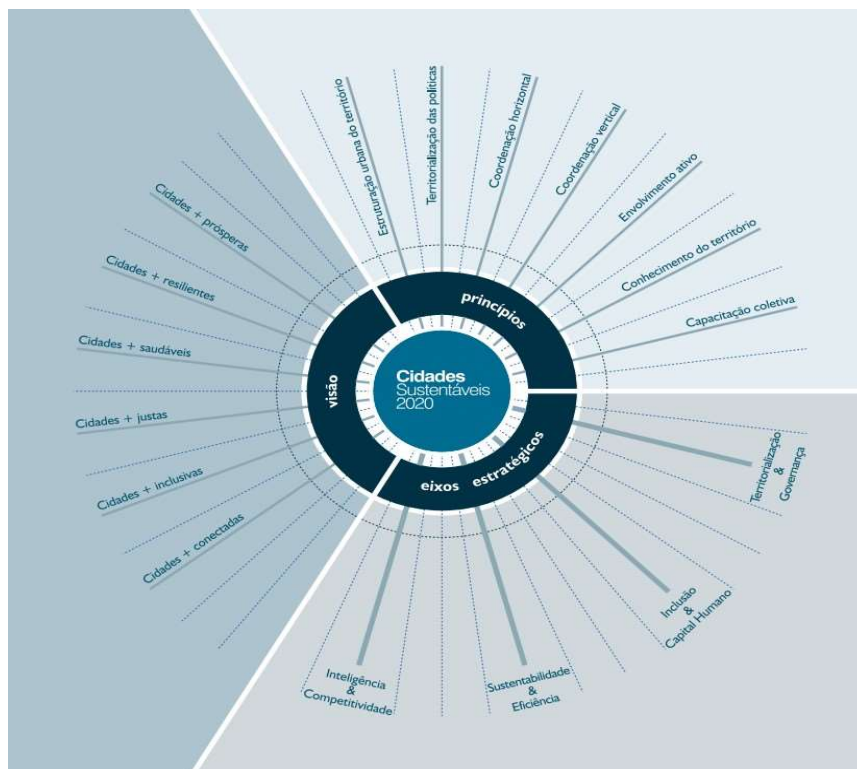 Cidades
Sustentáveis
2020
visão
Cidades + prósperas
Cidades + resilientes
Cidades + saudáveis
Cidades + justas
Cidades + inclusivas
Cidades + conectadas
princípios
Estruturação urbana do território
Territorialização das políticas
Coordenação horizontal
Coordenação vertical
Envolvimento ativo
Conhecimento do território
Capacitação coletiva
eixos estratégicos
Inteligência
&
Competitividade
Sustentabilidade
&
Eficiência
Inclusão
&
Capital Humano
Territorialização
&
Governança